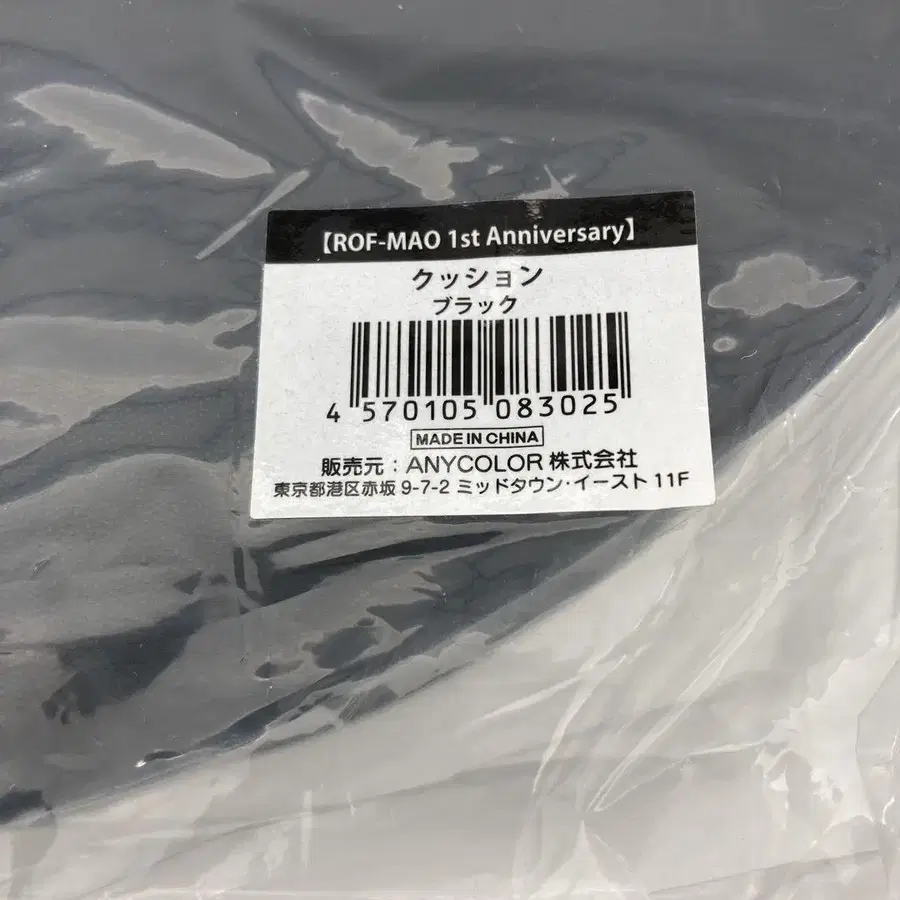 【ROF-MAO 1st Anniversary】
クッション
ブラック
4 570105 083025
MADE IN CHINA
販売元：ANYCOLOR 株式会社
東京都港区赤坂 9-7-2 ミッドタウン・イースト 11F